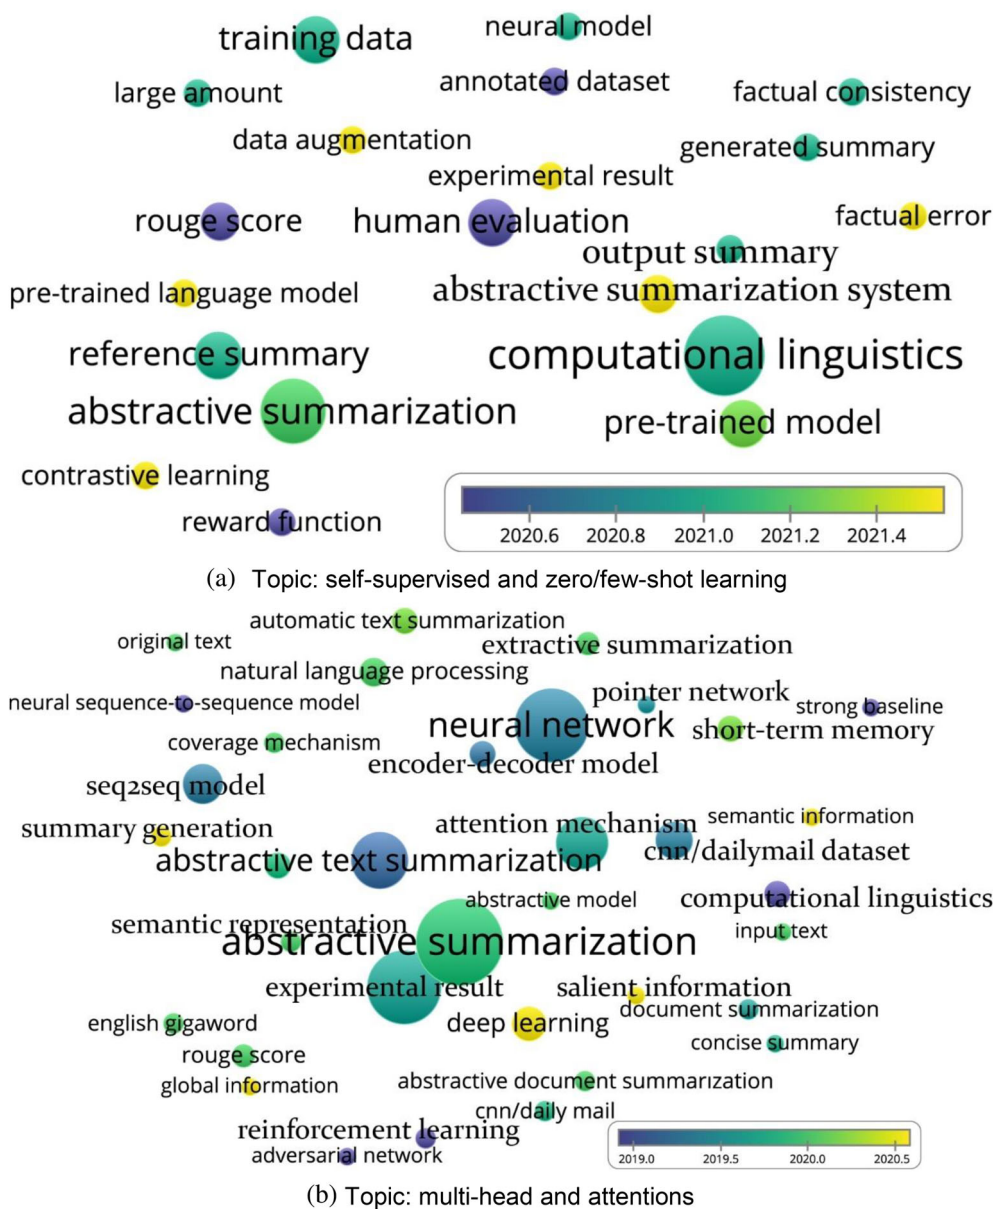 training data
neural model
large amount
annotated dataset
factual consistency
data augmentation
generated summary
experimental result
rouge score
human evaluation
factual error
output summary
pre-trained language model
abstractive summarization system
reference summary
computational linguistics
abstractive summarization
pre-trained model
contrastive learning
reward function
2020.6 2020.8 2021.0 2021.2 2021.4
(a) Topic: self-supervised and zero/few-shot learning
automatic text summarization
original text
extractive summarization
natural language processing
neural sequence-to-sequence model
pointer network
strong baseline
neural network
short-term memory
coverage mechanism
encoder-decoder model
seq2seq model
summary generation
attention mechanism
semantic information
abstractive text summarization
cnn/dailymail dataset
abstractive model
computational linguistics
semantic representation
input text
abstractive summarization
experimental result
salient information
document summarization
english gigaword
deep learning
concise summary
rouge score
global information
abstractive document summarization
cnn/daily mail
reinforcement learning
adversarial network
2019.0 2019.5 2020.0 2020.5
(b) Topic: multi-head and attentions